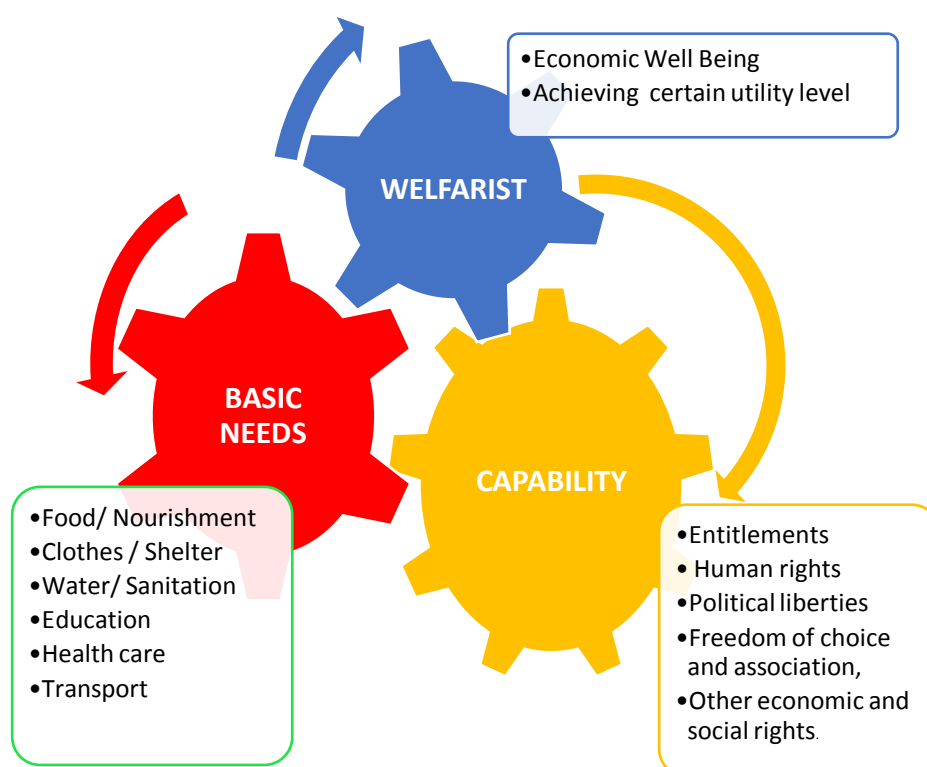 •Economic Well Being
•Achieving certain utility level
WELFARIST
BASIC
NEEDS
CAPABILITY
•Food/ Nourishment
•Clothes / Shelter
•Water/ Sanitation
•Education
•Health care
•Transport
•Entitlements
• Human rights
•Political liberties
•Freedom of choice
and association,
•Other economic and
social rights.